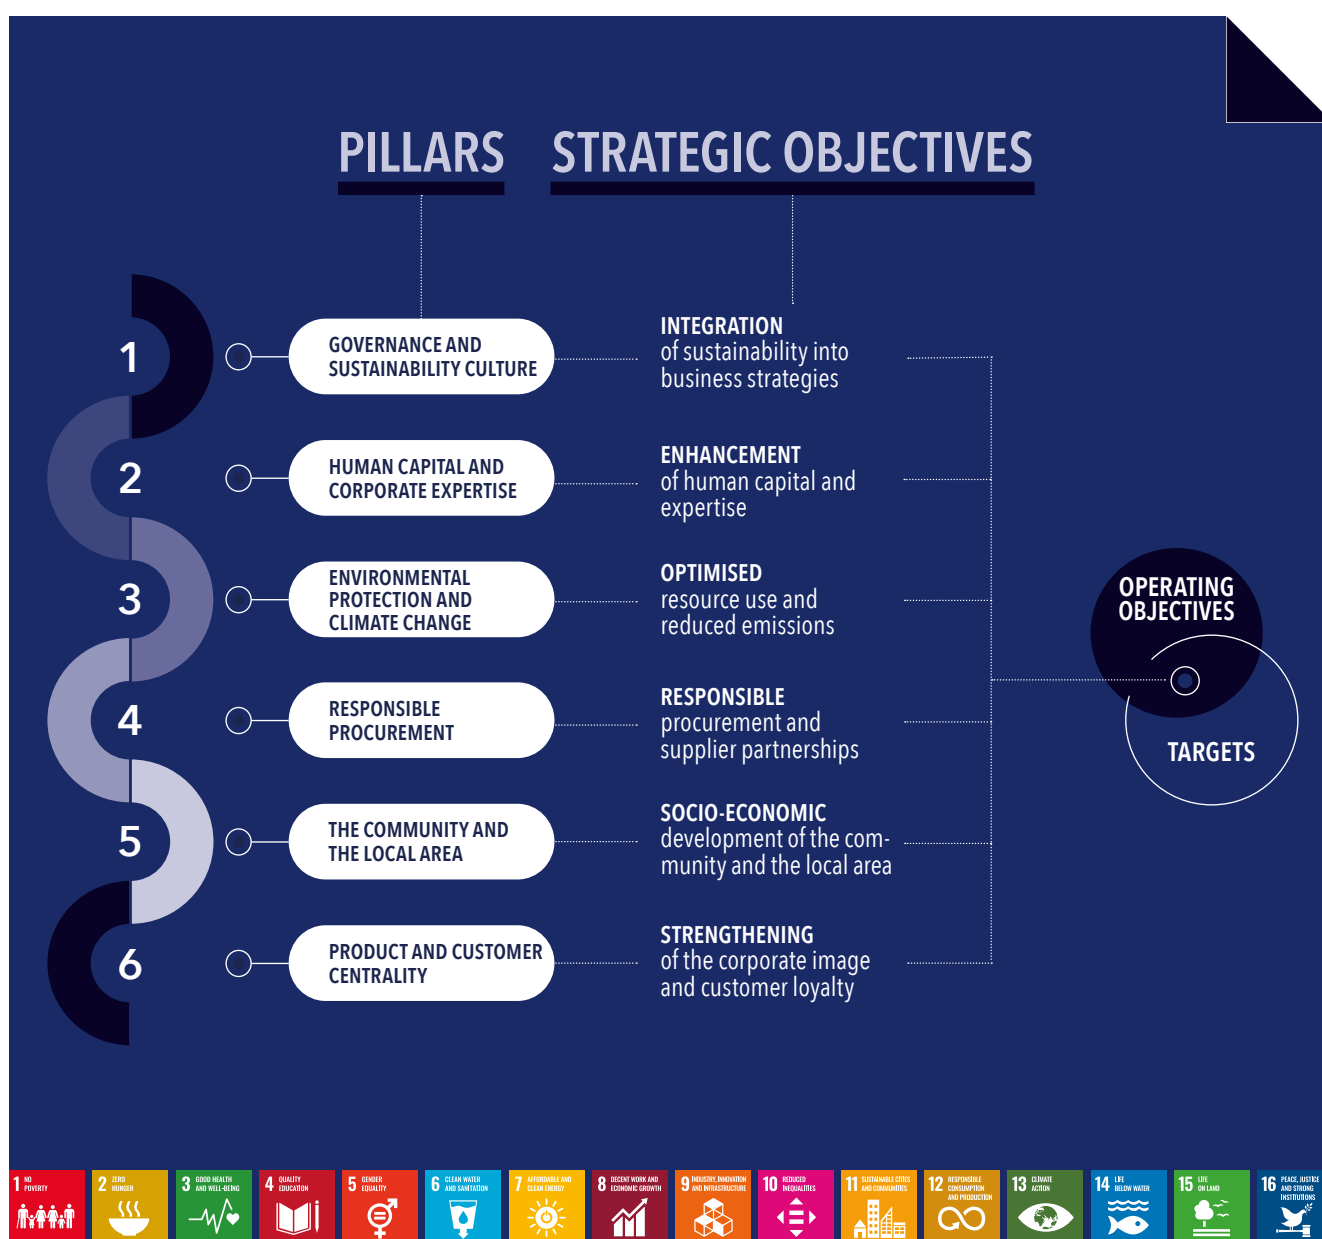 PILLARS STRATEGIC OBJECTIVES
1
GOVERNANCE AND
SUSTAINABILITY CULTURE
INTEGRATION
of sustainability into
business strategies
2
HUMAN CAPITAL AND
CORPORATE EXPERTISE
ENHANCEMENT
of human capital and
expertise
3
ENVIRONMENTAL
PROTECTION AND
CLIMATE CHANGE
OPTIMISED
resource use and
reduced emissions
4
RESPONSIBLE
PROCUREMENT
RESPONSIBLE
procurement and
supplier partnerships
5
THE COMMUNITY AND
THE LOCAL AREA
SOCIO-ECONOMIC
development of the com-
munity and the local area
6
PRODUCT AND CUSTOMER
CENTRALITY
STRENGTHENING
of the corporate image
and customer loyalty
OPERATING
OBJECTIVES
TARGETS
1 NO
POVERTY
2 ZERO
HUNGER
3 GOOD HEALTH
AND WELL-BEING
4 QUALITY
EDUCATION
5 GENDER
EQUALITY
6 CLEAN WATER
AND SANITATION
7 AFFORDABLE AND
CLEAN ENERGY
8 DECENT WORK AND
ECONOMIC GROWTH
9 INDUSTRY, INNOVATION
AND INFRASTRUCTURE
10 REDUCED
INEQUALITIES
11 SUSTAINABLE CITIES
AND COMMUNITIES
12 RESPONSIBLE
CONSUMPTION
AND PRODUCTION
13 CLIMATE
ACTION
14 LIFE
BELOW WATER
15 LIFE
ON LAND
16 PEACE, JUSTICE
AND STRONG
INSTITUTIONS